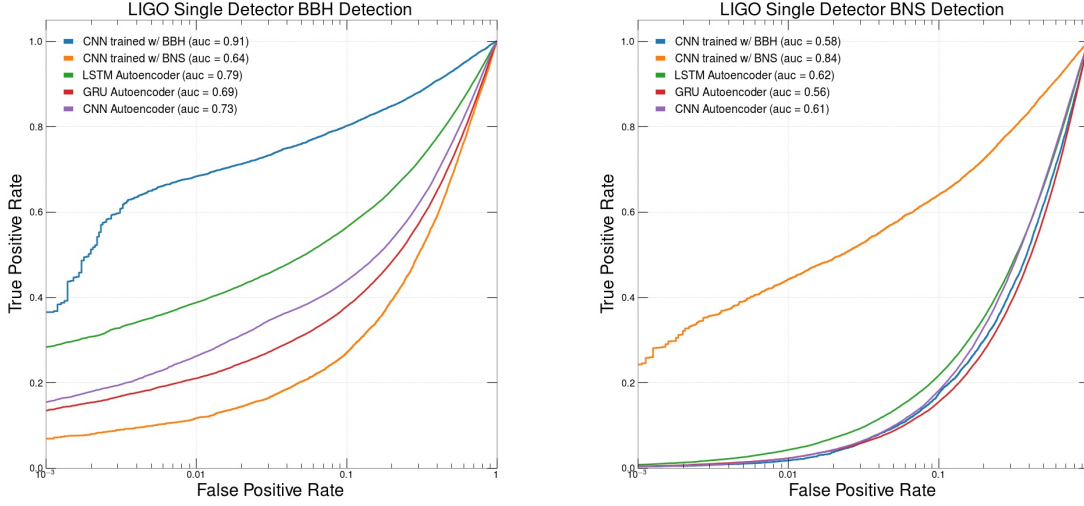 LIGO Single Detector BBH Detection
1.0
0.8
0.6
0.4
0.2
0.0
True Positive Rate
CNN trained w/ BBH (auc = 0.91)
CNN trained w/ BNS (auc = 0.64)
LSTM Autoencoder (auc = 0.79)
GRU Autoencoder (auc = 0.69)
CNN Autoencoder (auc = 0.73)
10⁻³
0.01
0.1
1
False Positive Rate
LIGO Single Detector BNS Detection
1.0
0.8
0.6
0.4
0.2
0.0
True Positive Rate
CNN trained w/ BBH (auc = 0.58)
CNN trained w/ BNS (auc = 0.84)
LSTM Autoencoder (auc = 0.62)
GRU Autoencoder (auc = 0.56)
CNN Autoencoder (auc = 0.61)
10⁻³
0.01
0.1
False Positive Rate